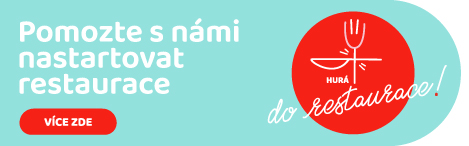 Pomozte s námi
nastartovat
restaurace
VÍCE ZDE
HURÁ
do restaurace!